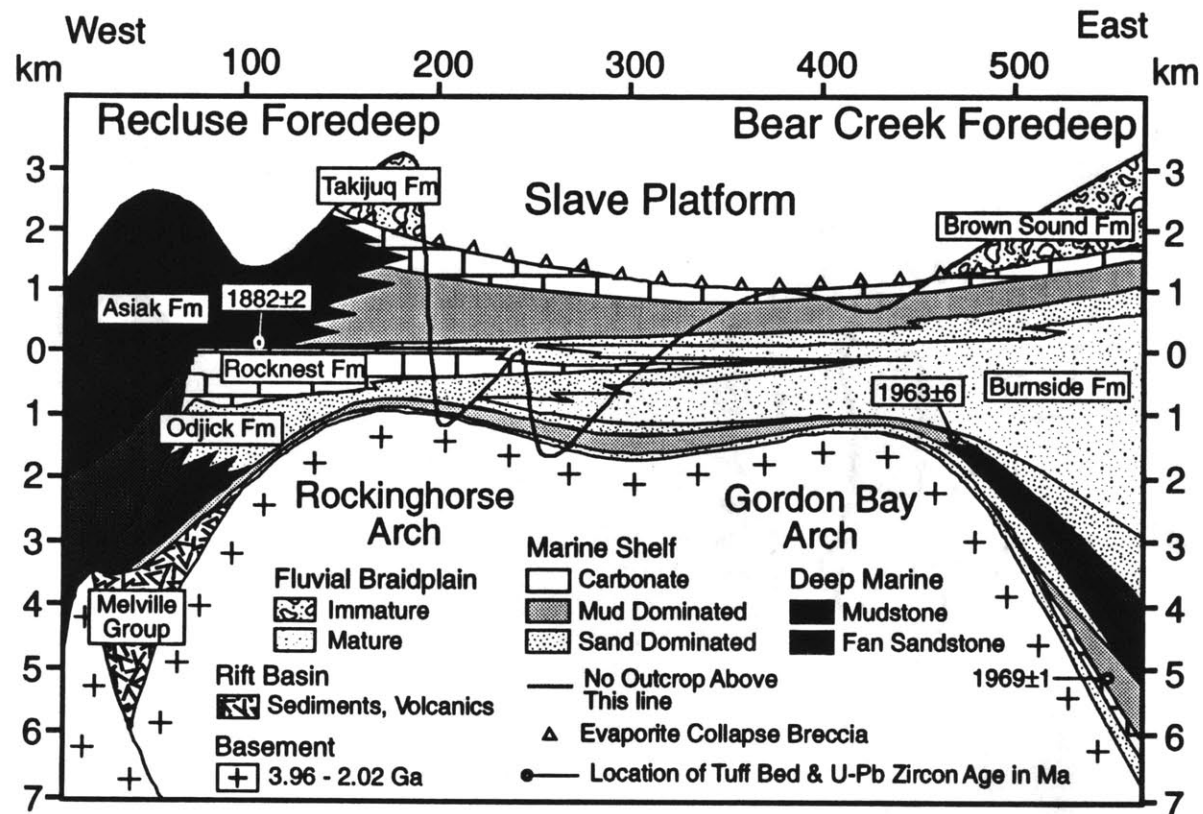 West
East
km 100 200 300 400 500 km
Recluse Foredeep
Bear Creek Foredeep
3
Takijuq Fm
3
Slave Platform
2
Brown Sound Fm
2
1
1882±2
1
Asiak Fm
0
0
Rocknest Fm
1963±6
Burnside Fm
1
Odjick Fm
1
2
2
Rockinghorse
Arch
Gordon Bay
Arch
3
3
Marine Shelf
Fluvial Braidplain
Carbonate
Deep Marine
4
Melville
Group
Immature
Mud Dominated
Mudstone
4
Mature
Sand Dominated
Fan Sandstone
5
Rift Basin
No Outcrop Above
This line
1969±1
5
Sediments, Volcanics
6
Evaporite Collapse Breccia
6
Basement
3.96 - 2.02 Ga
Location of Tuff Bed & U-Pb Zircon Age in Ma
7
7